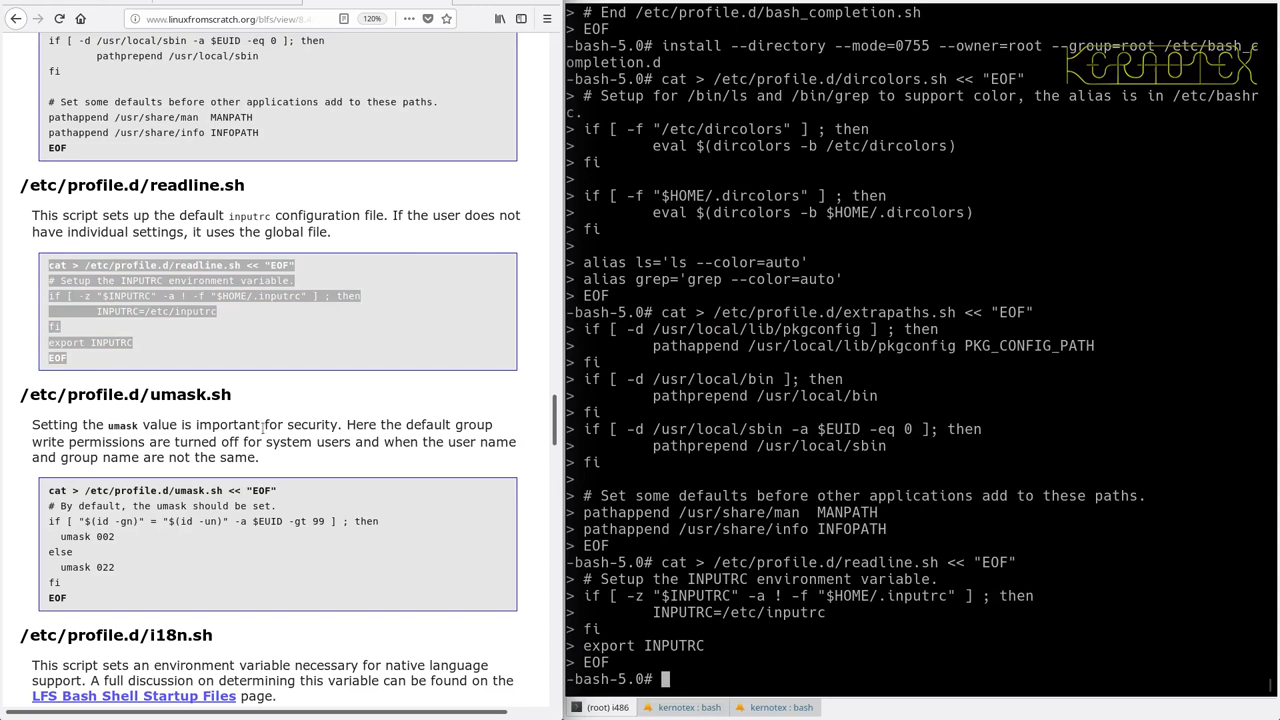 www.linuxfromscratch.org/blfs/view/8.4
120%
if [ -d /usr/local/sbin -a $EUID -eq 0 ]; then
        pathprepend /usr/local/sbin
fi
# Set some defaults before other applications add to these paths.
pathappend /usr/share/man  MANPATH
pathappend /usr/share/info INFOPATH
EOF
/etc/profile.d/readline.sh
This script sets up the default inputrc configuration file. If the user does not
have individual settings, it uses the global file.
cat > /etc/profile.d/readline.sh << "EOF"
# Setup the INPUTRC environment variable.
if [ -z "$INPUTRC" -a ! -f "$HOME/.inputrc" ] ; then
        INPUTRC=/etc/inputrc
fi
export INPUTRC
EOF
/etc/profile.d/umask.sh
Setting the umask value is important for security. Here the default group
write permissions are turned off for system users and when the user name
and group name are not the same.
cat > /etc/profile.d/umask.sh << "EOF"
# By default, the umask should be set.
if [ "$(id -gn)" = "$(id -un)" -a $EUID -gt 99 ] ; then
  umask 002
else
  umask 022
fi
EOF
/etc/profile.d/i18n.sh
This script sets an environment variable necessary for native language
support. A full discussion on determining this variable can be found on the
LFS Bash Shell Startup Files page.
> # End /etc/profile.d/bash_completion.sh
> EOF
-bash-5.0# install --directory --mode=0755 --owner=root --group=root /etc/bash_c
ompletion.d
-bash-5.0# cat > /etc/profile.d/dircolors.sh << "EOF"
> # Setup for /bin/ls and /bin/grep to support color, the alias is in /etc/bashr
c.
> if [ -f "/etc/dircolors" ] ; then
>         eval $(dircolors -b /etc/dircolors)
> fi
>
> if [ -f "$HOME/.dircolors" ] ; then
>         eval $(dircolors -b $HOME/.dircolors)
> fi
>
> alias ls='ls --color=auto'
> alias grep='grep --color=auto'
> EOF
-bash-5.0# cat > /etc/profile.d/extrapaths.sh << "EOF"
> if [ -d /usr/local/lib/pkgconfig ] ; then
>         pathappend /usr/local/lib/pkgconfig PKG_CONFIG_PATH
> fi
> if [ -d /usr/local/bin ]; then
>         pathprepend /usr/local/bin
> fi
> if [ -d /usr/local/sbin -a $EUID -eq 0 ]; then
>         pathprepend /usr/local/sbin
> fi
>
> # Set some defaults before other applications add to these paths.
> pathappend /usr/share/man  MANPATH
> pathappend /usr/share/info INFOPATH
> EOF
-bash-5.0# cat > /etc/profile.d/readline.sh << "EOF"
> # Setup the INPUTRC environment variable.
> if [ -z "$INPUTRC" -a ! -f "$HOME/.inputrc" ] ; then
>         INPUTRC=/etc/inputrc
> fi
> export INPUTRC
> EOF
-bash-5.0#
KERNOTEX
(root) i486
kernotex : bash
kernotex : bash